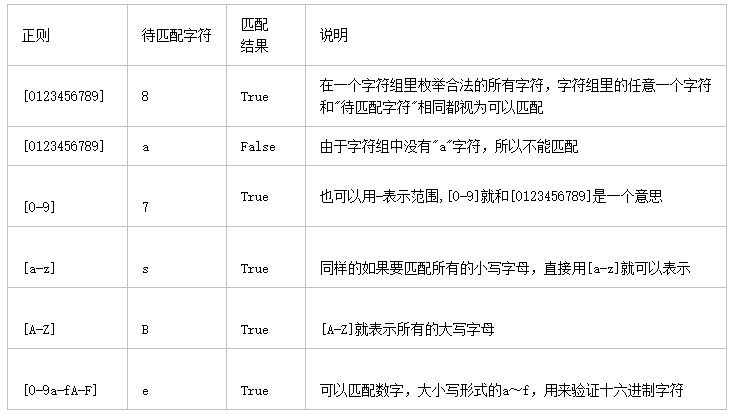 正则 待匹配字符 匹配 说明
结果
[0123456789] 8 True 在一个字符组里枚举合法的所有字符，字符组里的任意一个字符
和"待匹配字符"相同都视为可以匹配
[0123456789] a False 由于字符组中没有"a"字符，所以不能匹配
[0-9] 7 True 也可以用-表示范围,[0-9]就和[0123456789]是一个意思
[a-z] s True 同样的如果要匹配所有的小写字母，直接用[a-z]就可以表示
[A-Z] B True [A-Z]就表示所有的大写字母
[0-9a-fA-F] e True 可以匹配数字，大小写形式的a～f，用来验证十六进制字符